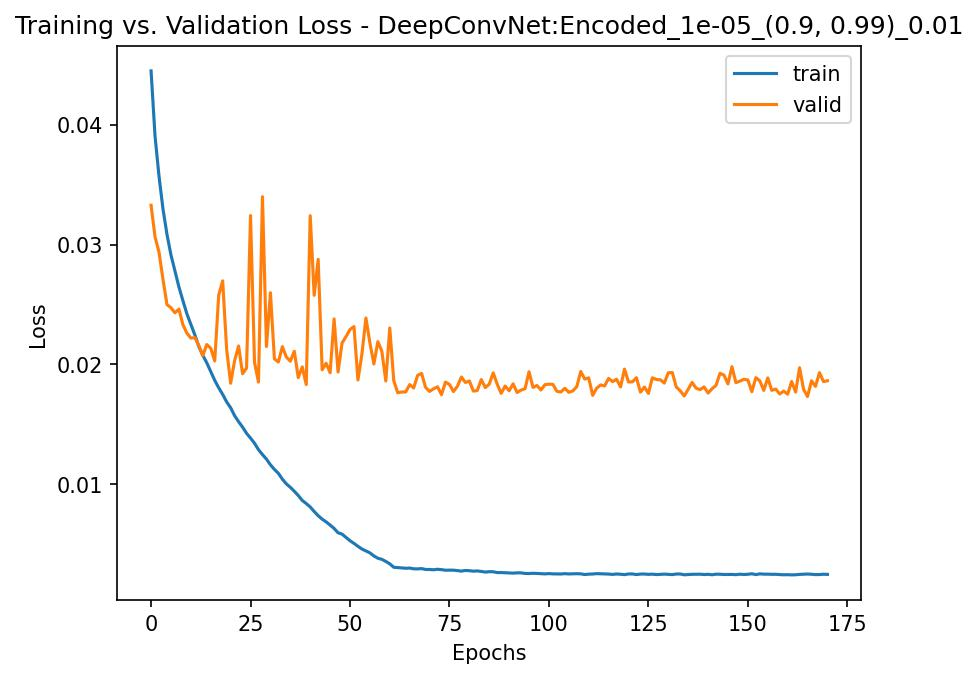 Training vs. Validation Loss - DeepConvNet:Encoded_1e-05_(0.9, 0.99)_0.01
train
valid
0.04
0.03
0.02
0.01
Loss
0 25 50 75 100 125 150 175
Epochs